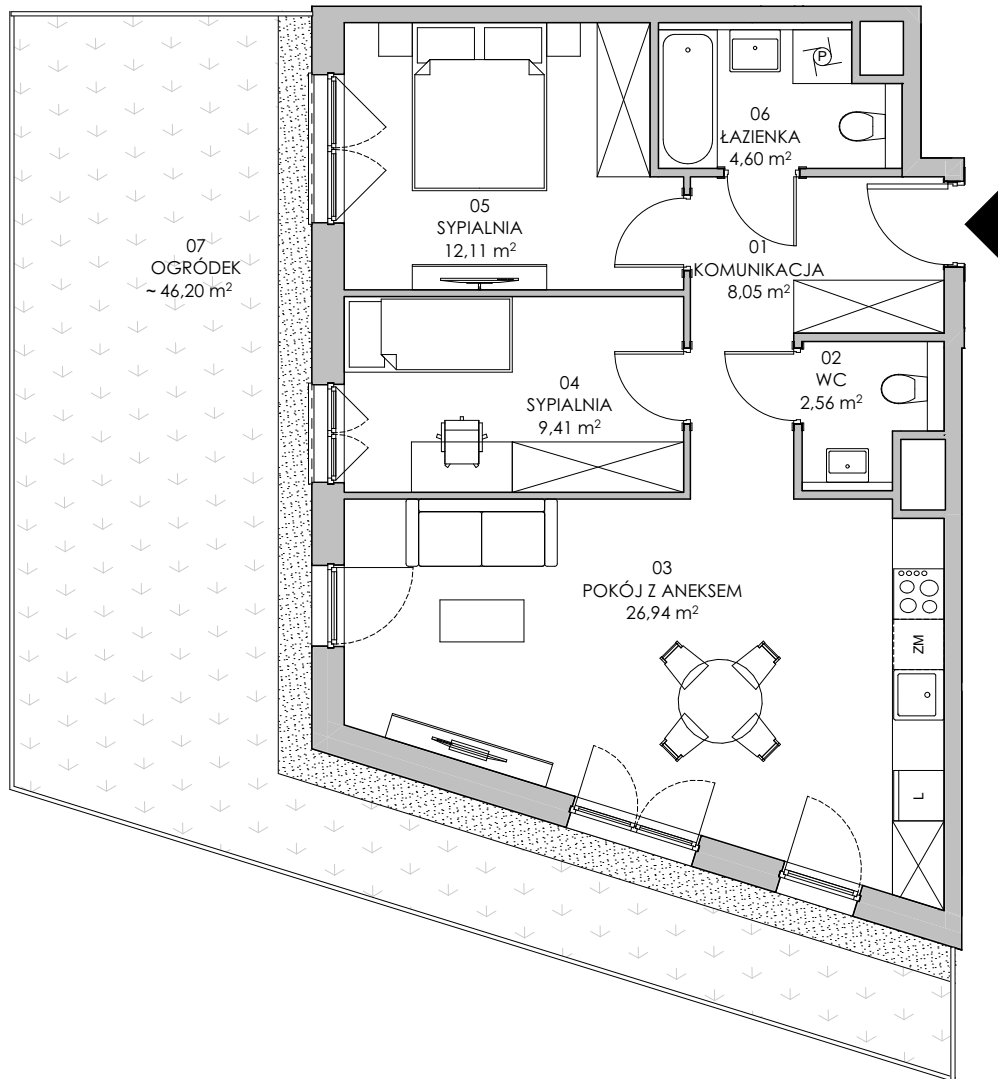 P
06
ŁAZIENKA
4,60 m²
05
SYPIALNIA
12,11 m²
01
KOMUNIKACJA
8,05 m²
07
OGRÓDEK
~ 46,20 m²
02
WC
2,56 m²
04
SYPIALNIA
9,41 m²
03
POKÓJ Z ANEKSEM
26,94 m²
ZM
L